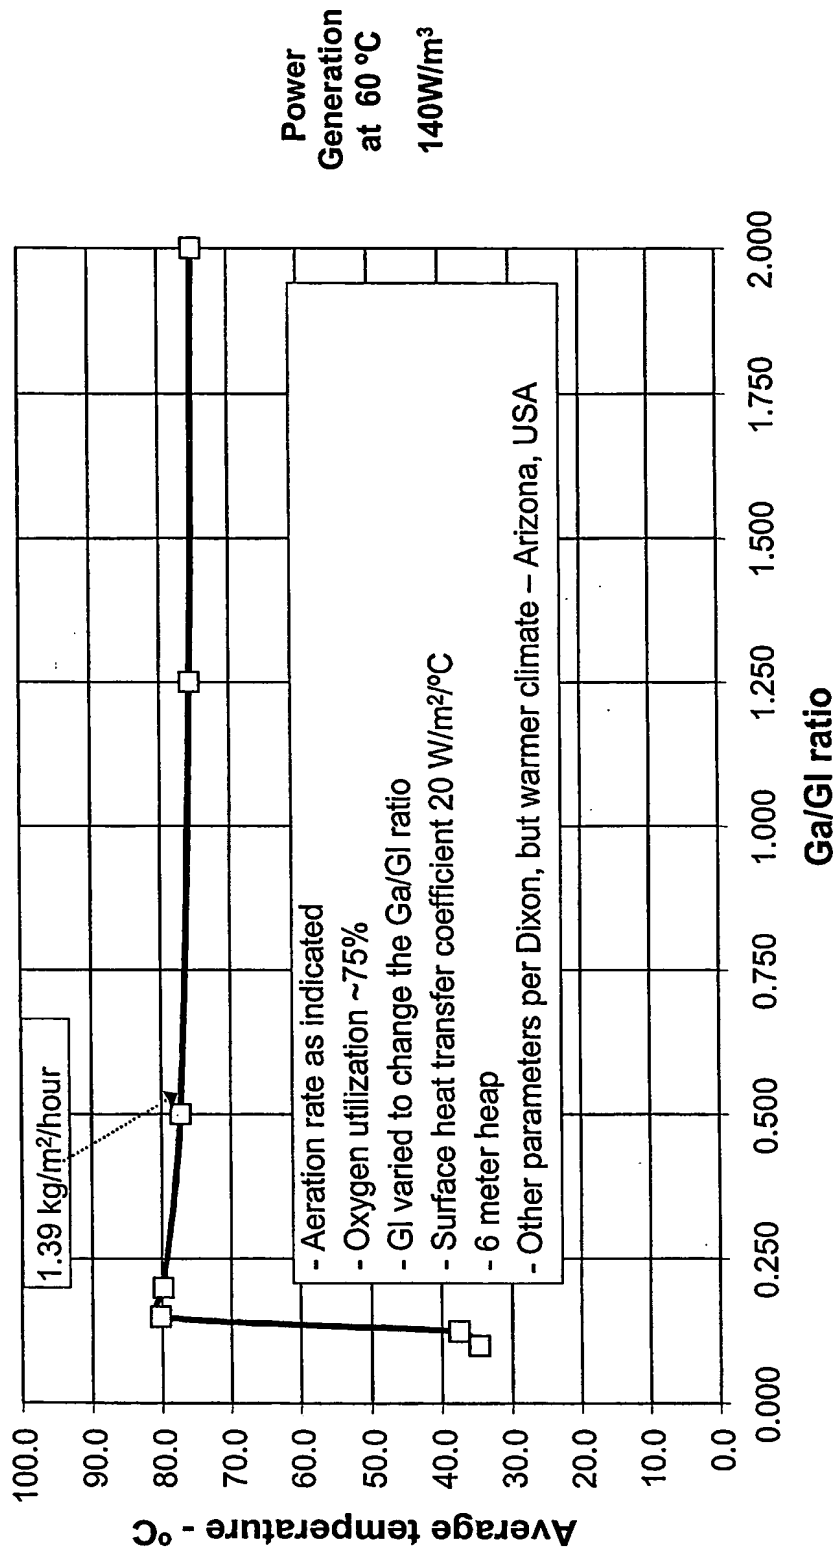 Average temperature - ºC
100.0
90.0
80.0
70.0
60.0
50.0
40.0
30.0
20.0
10.0
0.0
1.39 kg/m²/hour
- Aeration rate as indicated
- Oxygen utilization ~75%
- Gl varied to change the Ga/Gl ratio
- Surface heat transfer coefficient 20 W/m²/ºC
- 6 meter heap
- Other parameters per Dixon, but warmer climate – Arizona, USA
0.000
0.250
0.500
0.750
1.000
1.250
1.500
1.750
2.000
Ga/Gl ratio
Power
Generation
at 60 ºC
140W/m³